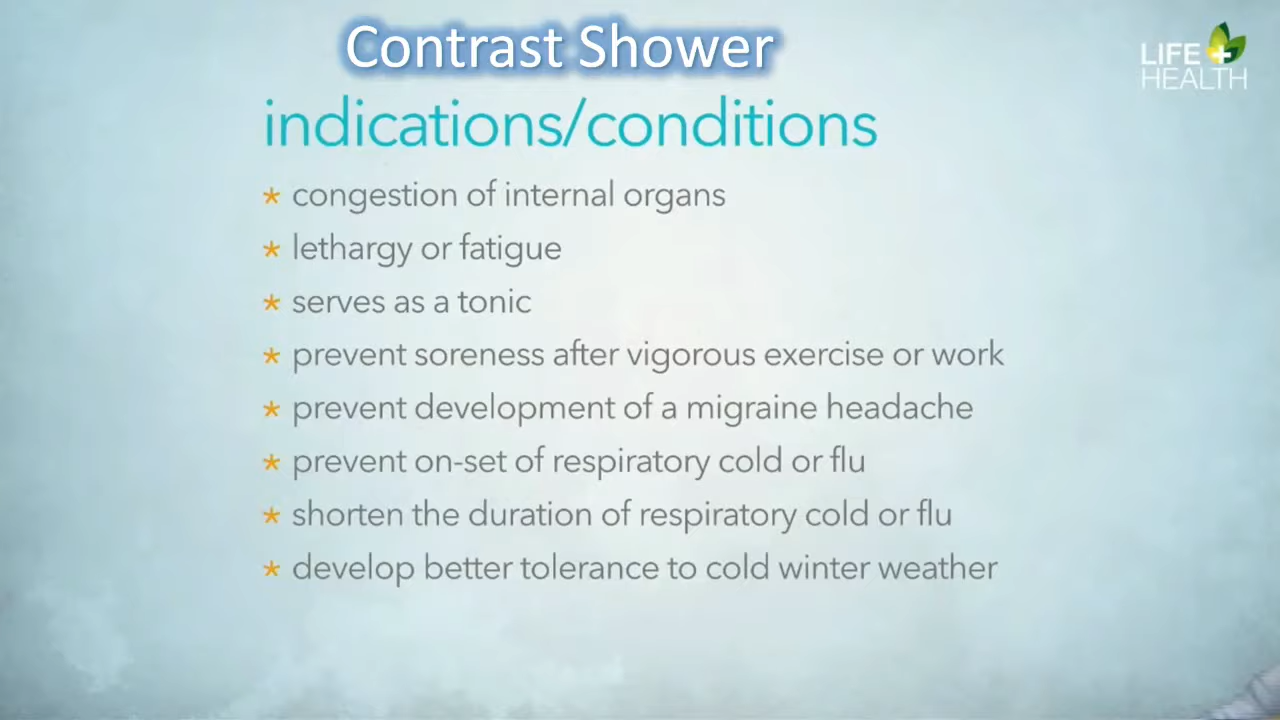 Contrast Shower
LIFE
HEALTH
indications/conditions
* congestion of internal organs
* lethargy or fatigue
* serves as a tonic
* prevent soreness after vigorous exercise or work
* prevent development of a migraine headache
* prevent on-set of respiratory cold or flu
* shorten the duration of respiratory cold or flu
* develop better tolerance to cold winter weather